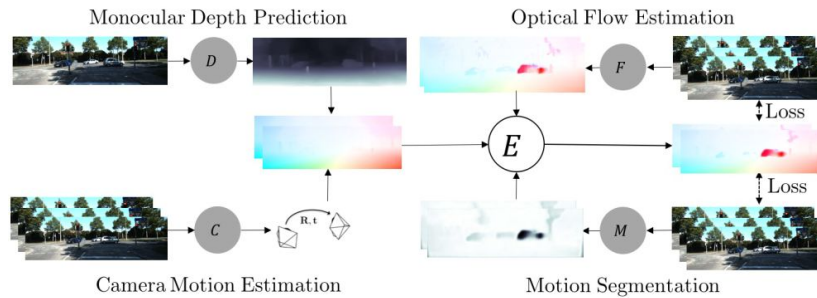 Monocular Depth Prediction
Optical Flow Estimation
D
F
Loss
E
R, t
Loss
C
M
Camera Motion Estimation
Motion Segmentation